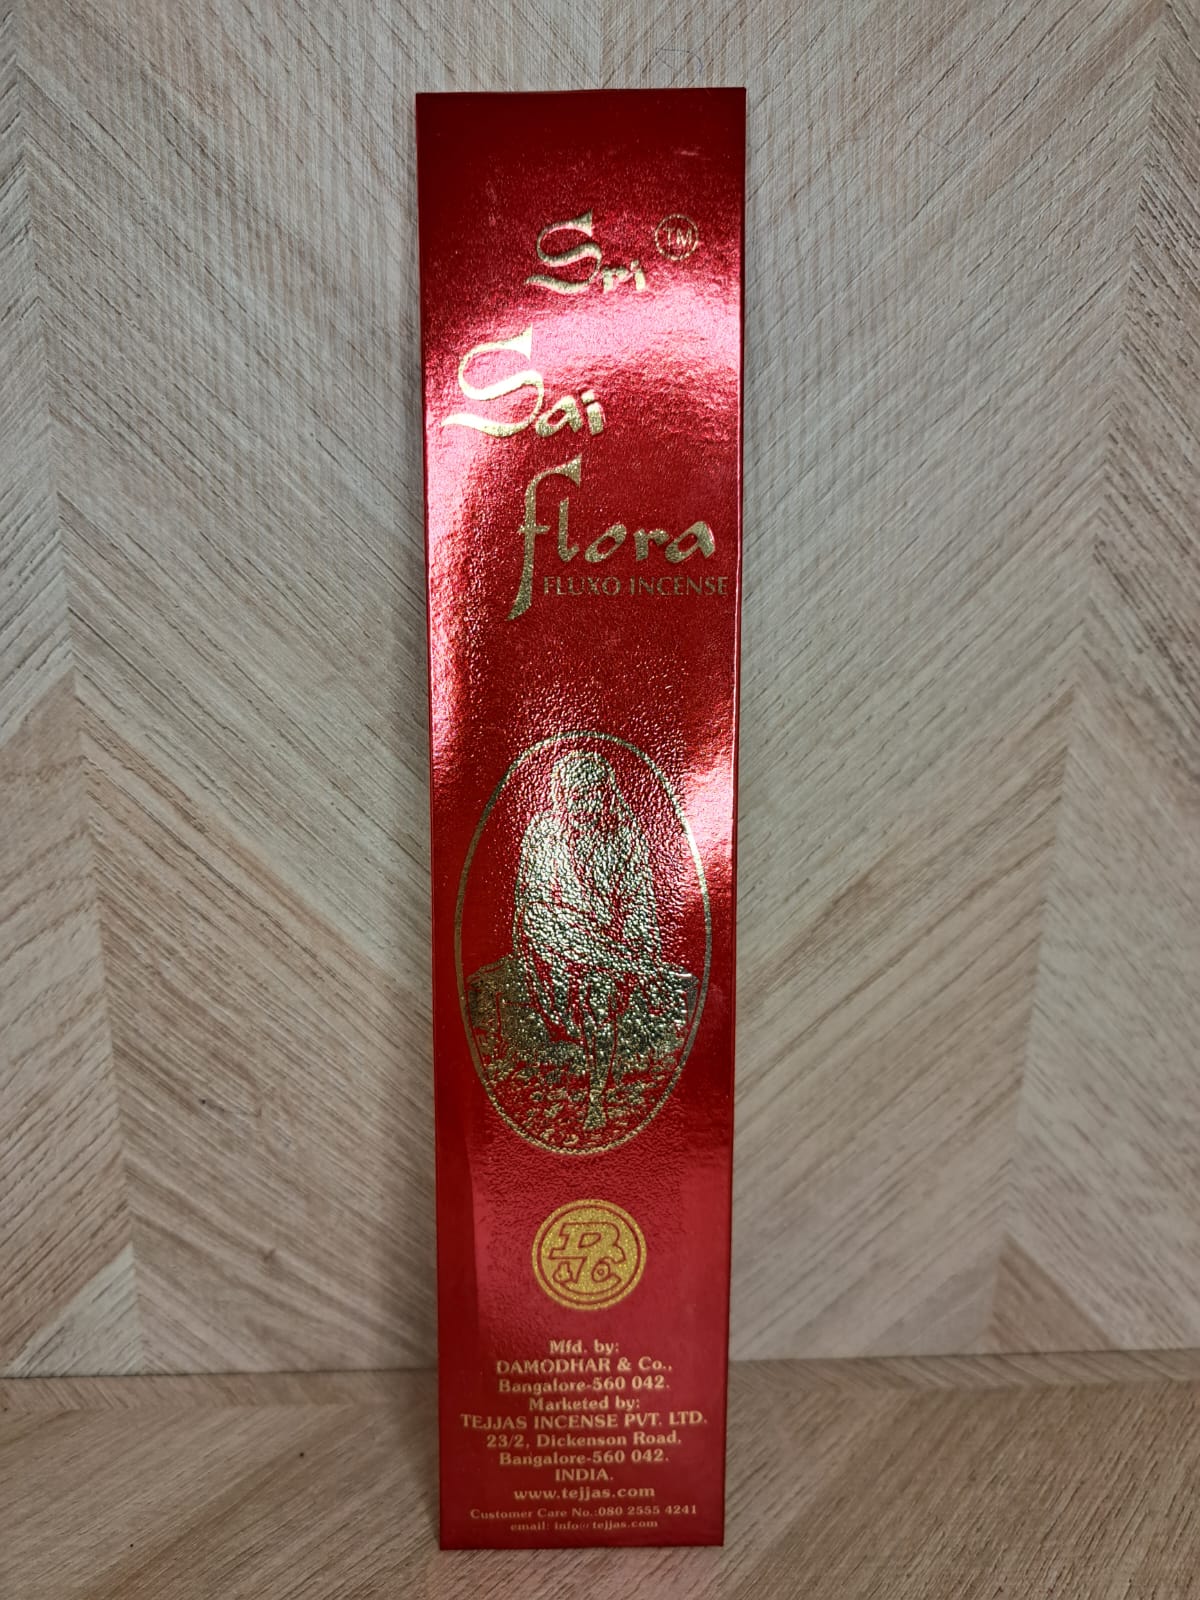 Sri TM
Sai
flora
FLUXO INCENSE
Mfd. by:
DAMODHAR & Co.,
Bangalore-560 042.
Marketed by:
TEJJAS INCENSE PVT. LTD.
23/2, Dickenson Road,
Bangalore-560 042.
INDIA.
www.tejjas.com
Customer Care No.:080 2555 4241
email: info@tejjas.com